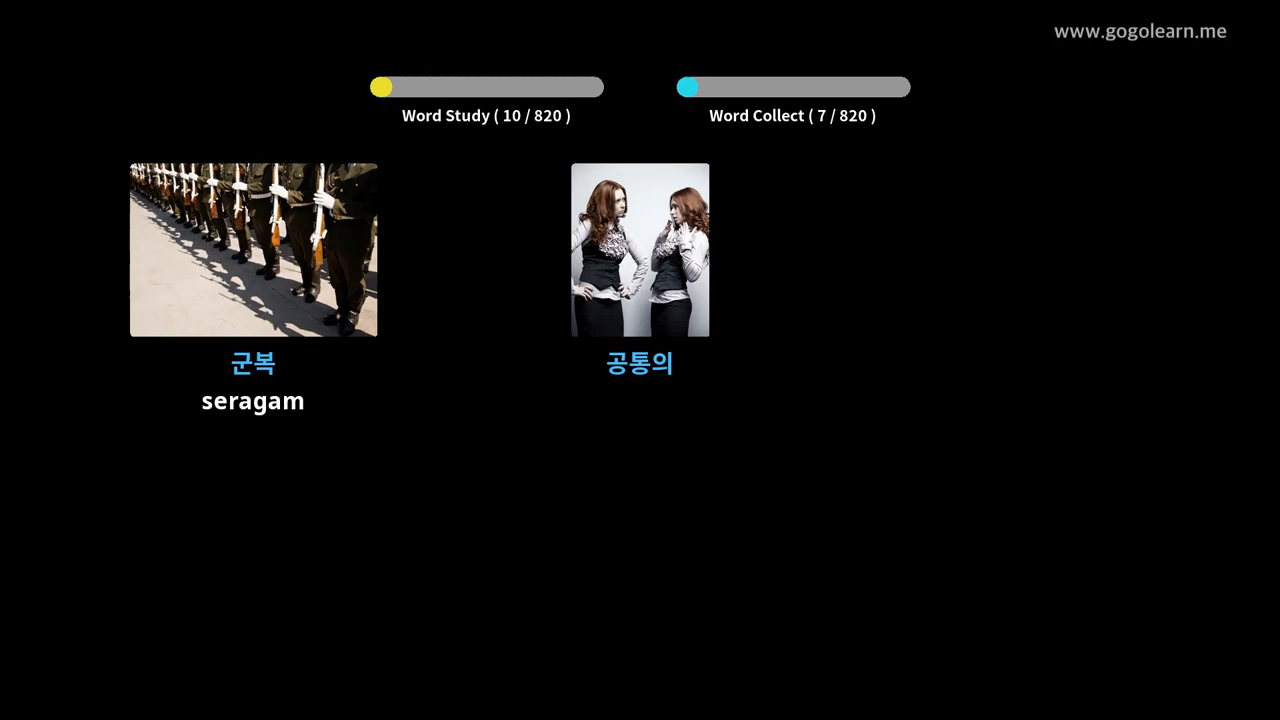 www.gogolearn.me
Word Study ( 10 / 820 )
Word Collect ( 7 / 820 )
군복
공통의
seragam